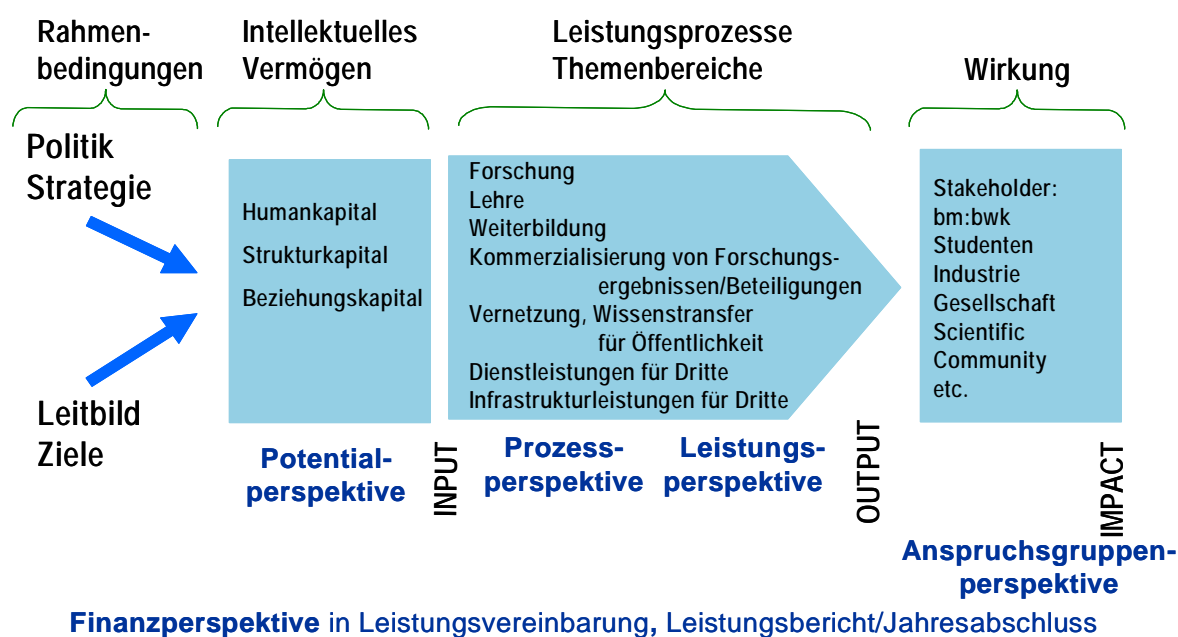 Rahmen-
bedingungen
Intellektuelles
Vermögen
Leistungsprozesse
Themenbereiche
Wirkung
Politik
Strategie
Leitbild
Ziele
Humankapital
Strukturkapital
Beziehungskapital
Potential-
perspektive
INPUT
Forschung
Lehre
Weiterbildung
Kommerzialisierung von Forschungs-
ergebnissen/Beteiligungen
Vernetzung, Wissenstransfer
für Öffentlichkeit
Dienstleistungen für Dritte
Infrastrukturleistungen für Dritte
Prozess-
perspektive
Leistungs-
perspektive
OUTPUT
Stakeholder:
bm:bwk
Studenten
Industrie
Gesellschaft
Scientific
Community
etc.
IMPACT
Anspruchsgruppen-
perspektive
Finanzperspektive in Leistungsvereinbarung, Leistungsbericht/Jahresabschluss